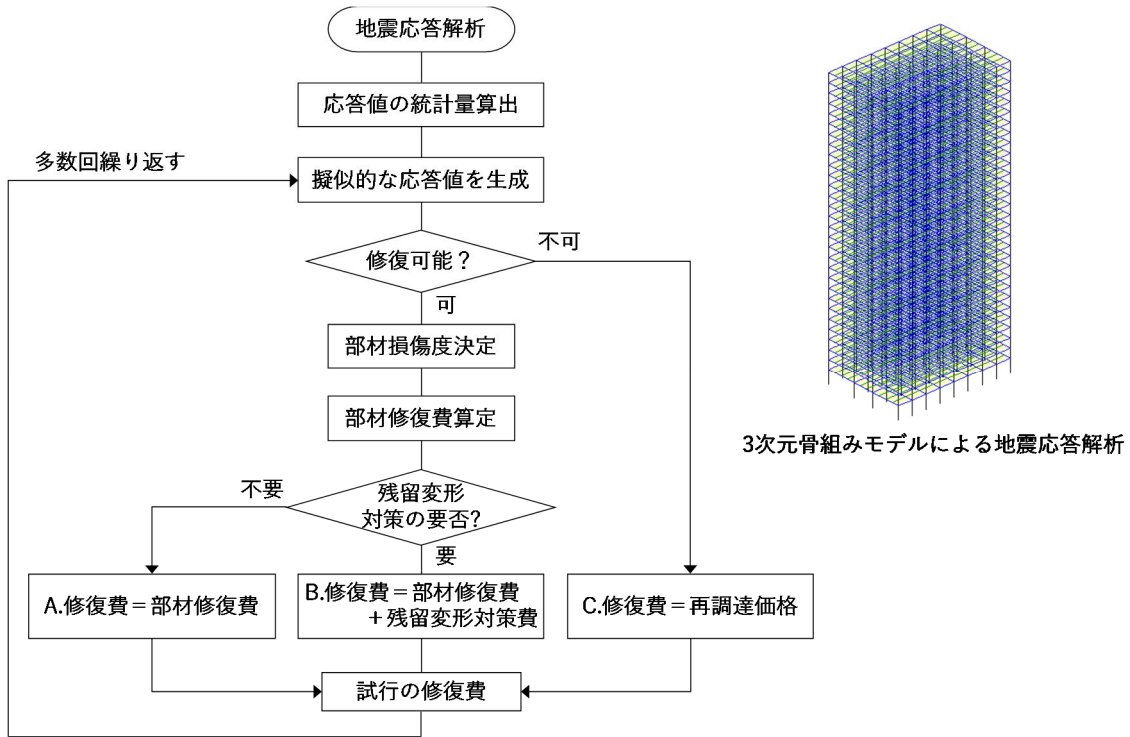 地震応答解析
応答値の統計量算出
多数回繰り返す
擬似的な応答値を生成
修復可能？
不可
可
部材損傷度決定
部材修復費算定
残留変形
対策の要否?
不要
要
A.修復費＝部材修復費
B.修復費＝部材修復費
＋残留変形対策費
C.修復費＝再調達価格
試行の修復費
3次元骨組みモデルによる地震応答解析